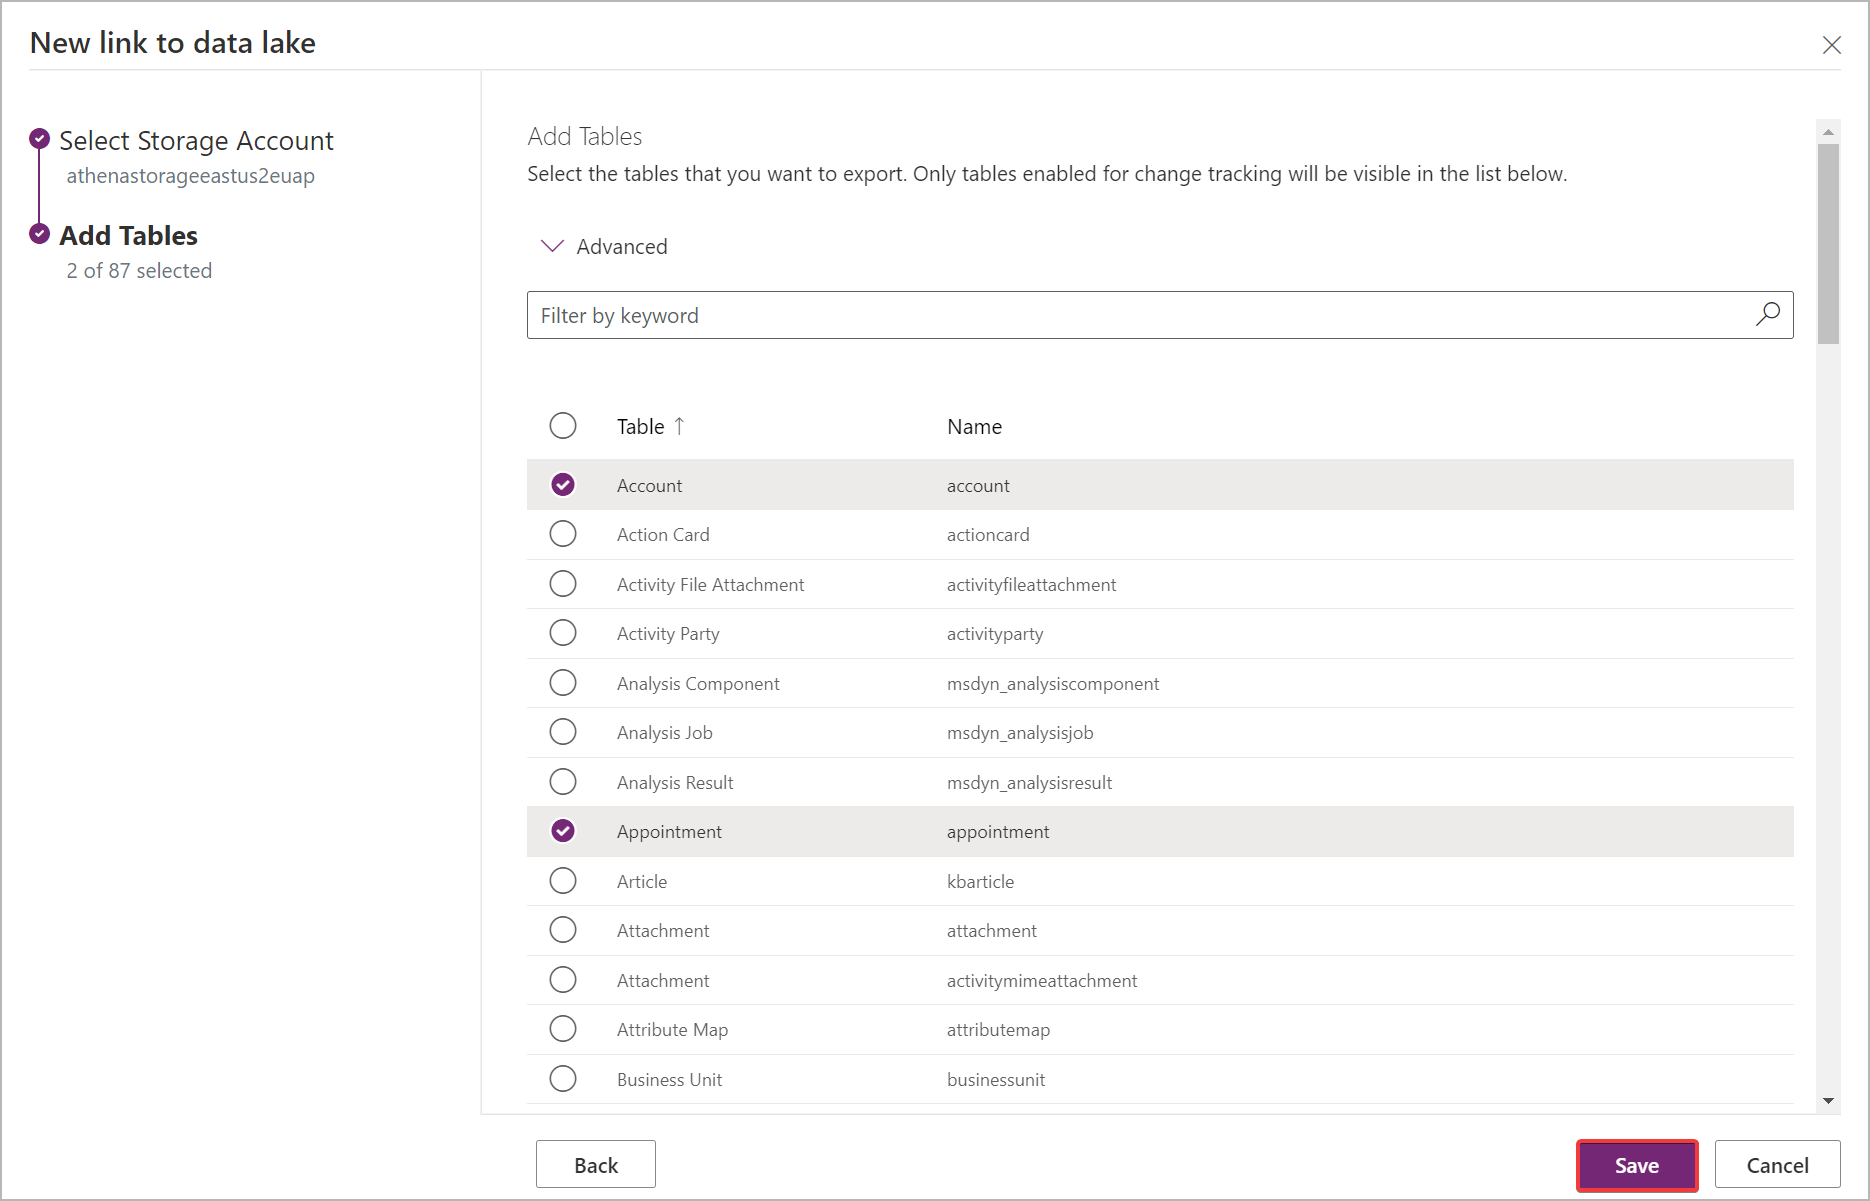 New link to data lake
Select Storage Account
athenastorageeastus2euap
Add Tables
2 of 87 selected
Add Tables
Select the tables that you want to export. Only tables enabled for change tracking will be visible in the list below.
Advanced
Filter by keyword
Table ↑ Name
Account account
Action Card actioncard
Activity File Attachment activityfileattachment
Activity Party activityparty
Analysis Component msdyn_analysiscomponent
Analysis Job msdyn_analysisjob
Analysis Result msdyn_analysisresult
Appointment appointment
Article kbarticle
Attachment attachment
Attachment activitymimeattachment
Attribute Map attributemap
Business Unit businessunit
Back Save Cancel